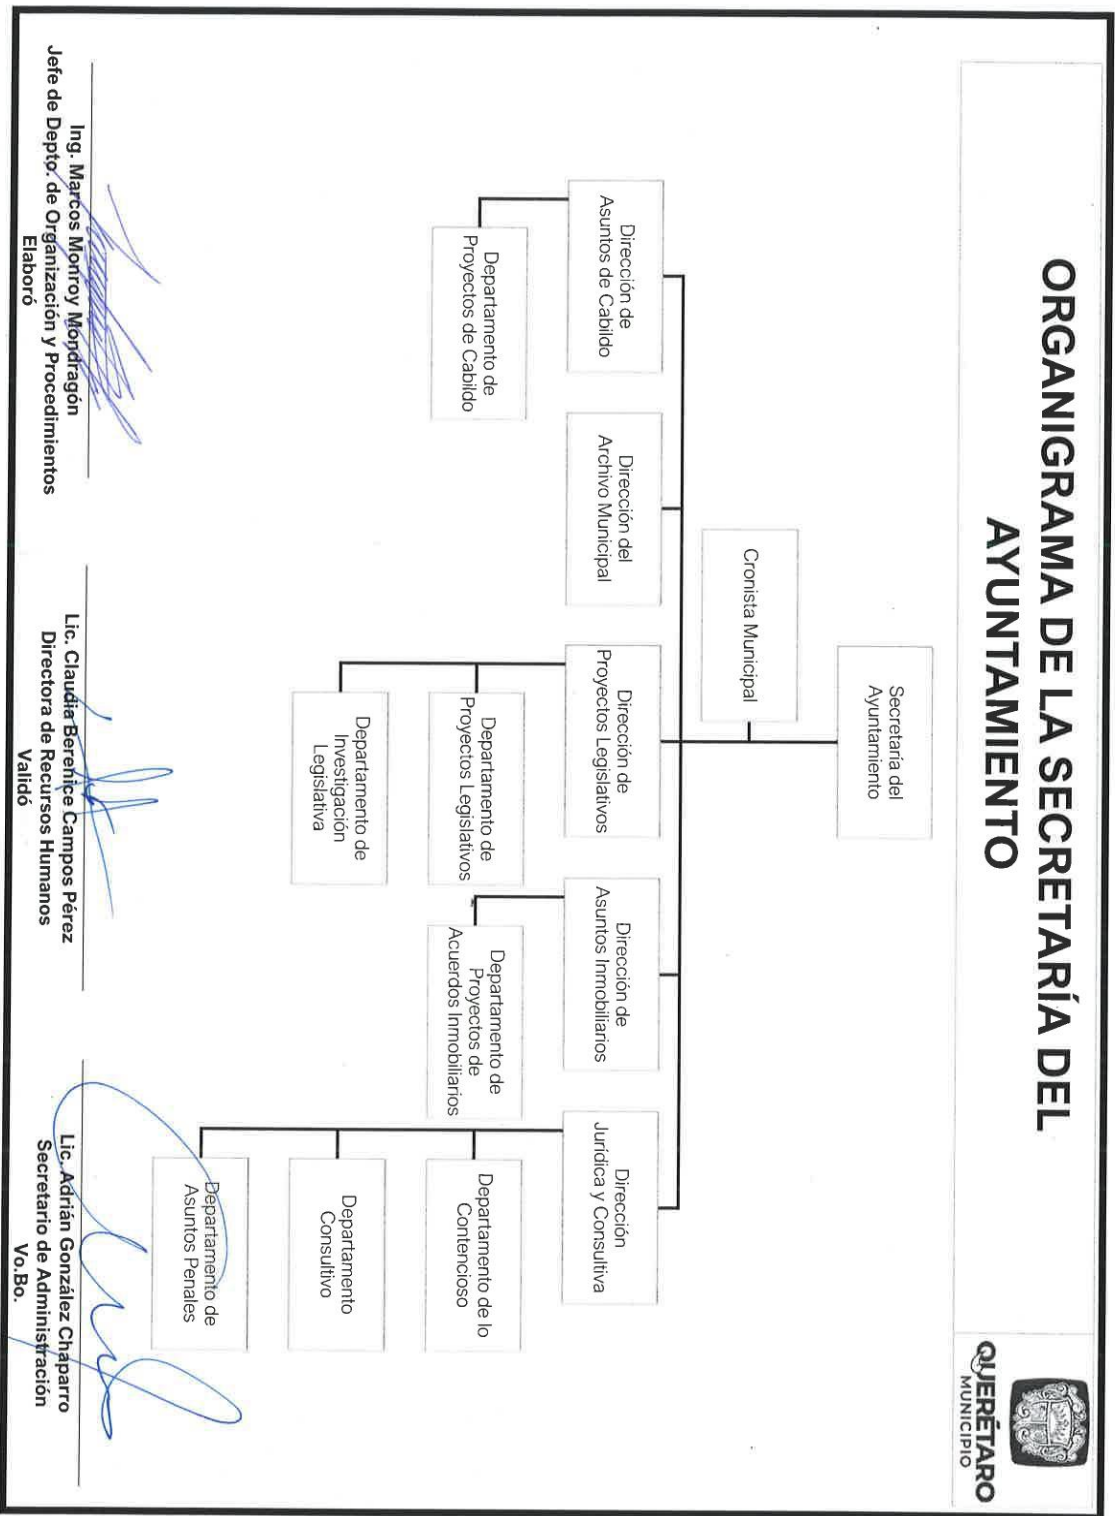 ORGANIGRAMA DE LA SECRETARÍA DEL
AYUNTAMIENTO
QUERÉTARO
MUNICIPIO
Secretaría del
Ayuntamiento
Cronista Municipal
Dirección de
Asuntos de Cabildo
Dirección del
Archivo Municipal
Dirección de
Proyectos Legislativos
Dirección de
Asuntos Inmobiliarios
Dirección
Jurídica y Consultiva
Departamento de
Proyectos de Cabildo
Departamento de
Proyectos Legislativos
Departamento de
Proyectos de
Acuerdos Inmobiliarios
Departamento de lo
Contencioso
Departamento de
Investigación
Legislativa
Departamento
Consultivo
Departamento de
Asuntos Penales
Ing. Marcos Monroy Mondragón
Jefe de Depto. de Organización y Procedimientos
Elaboró
Lic. Claudia Berenice Campos Pérez
Directora de Recursos Humanos
Validó
Lic. Adrián González Chaparro
Secretario de Administración
Vo.Bo.